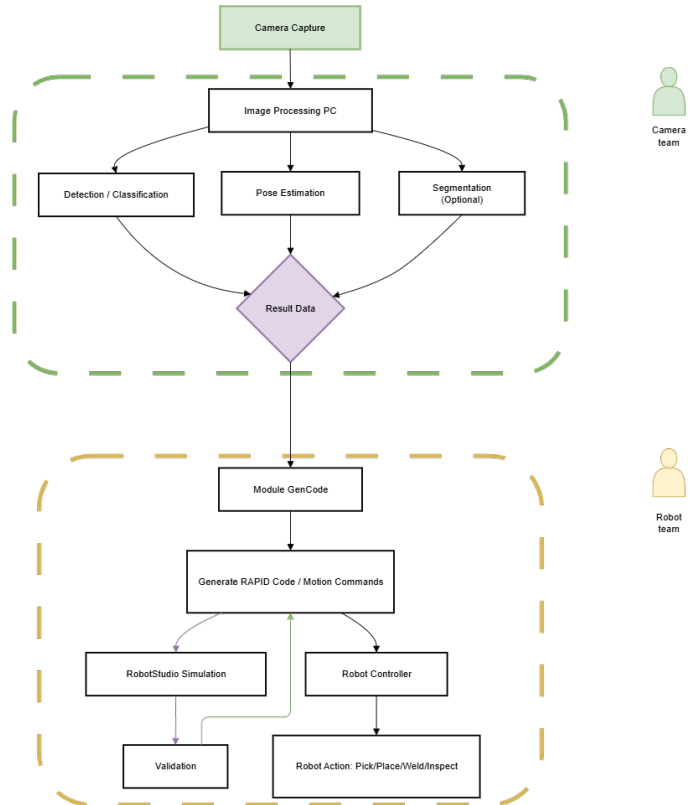 Camera Capture
Image Processing PC
Camera
team
Detection / Classification
Pose Estimation
Segmentation
(Optional)
Result Data
Module GenCode
Robot
team
Generate RAPID Code / Motion Commands
RobotStudio Simulation
Robot Controller
Validation
Robot Action: Pick/Place/Weld/Inspect